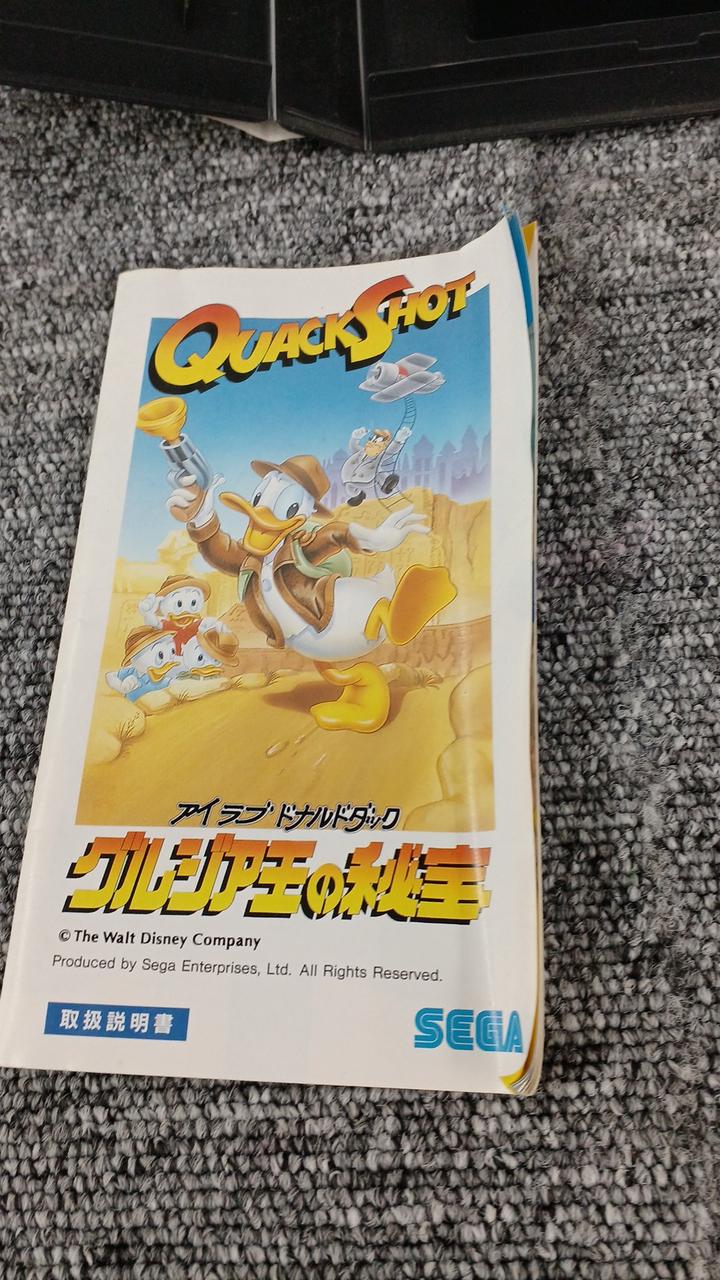 QUACKSHOT
アイラブドナルドダック
グルジア王の秘宝
© The Walt Disney Company
Produced by Sega Enterprises, Ltd. All Rights Reserved.
取扱説明書
SEGA